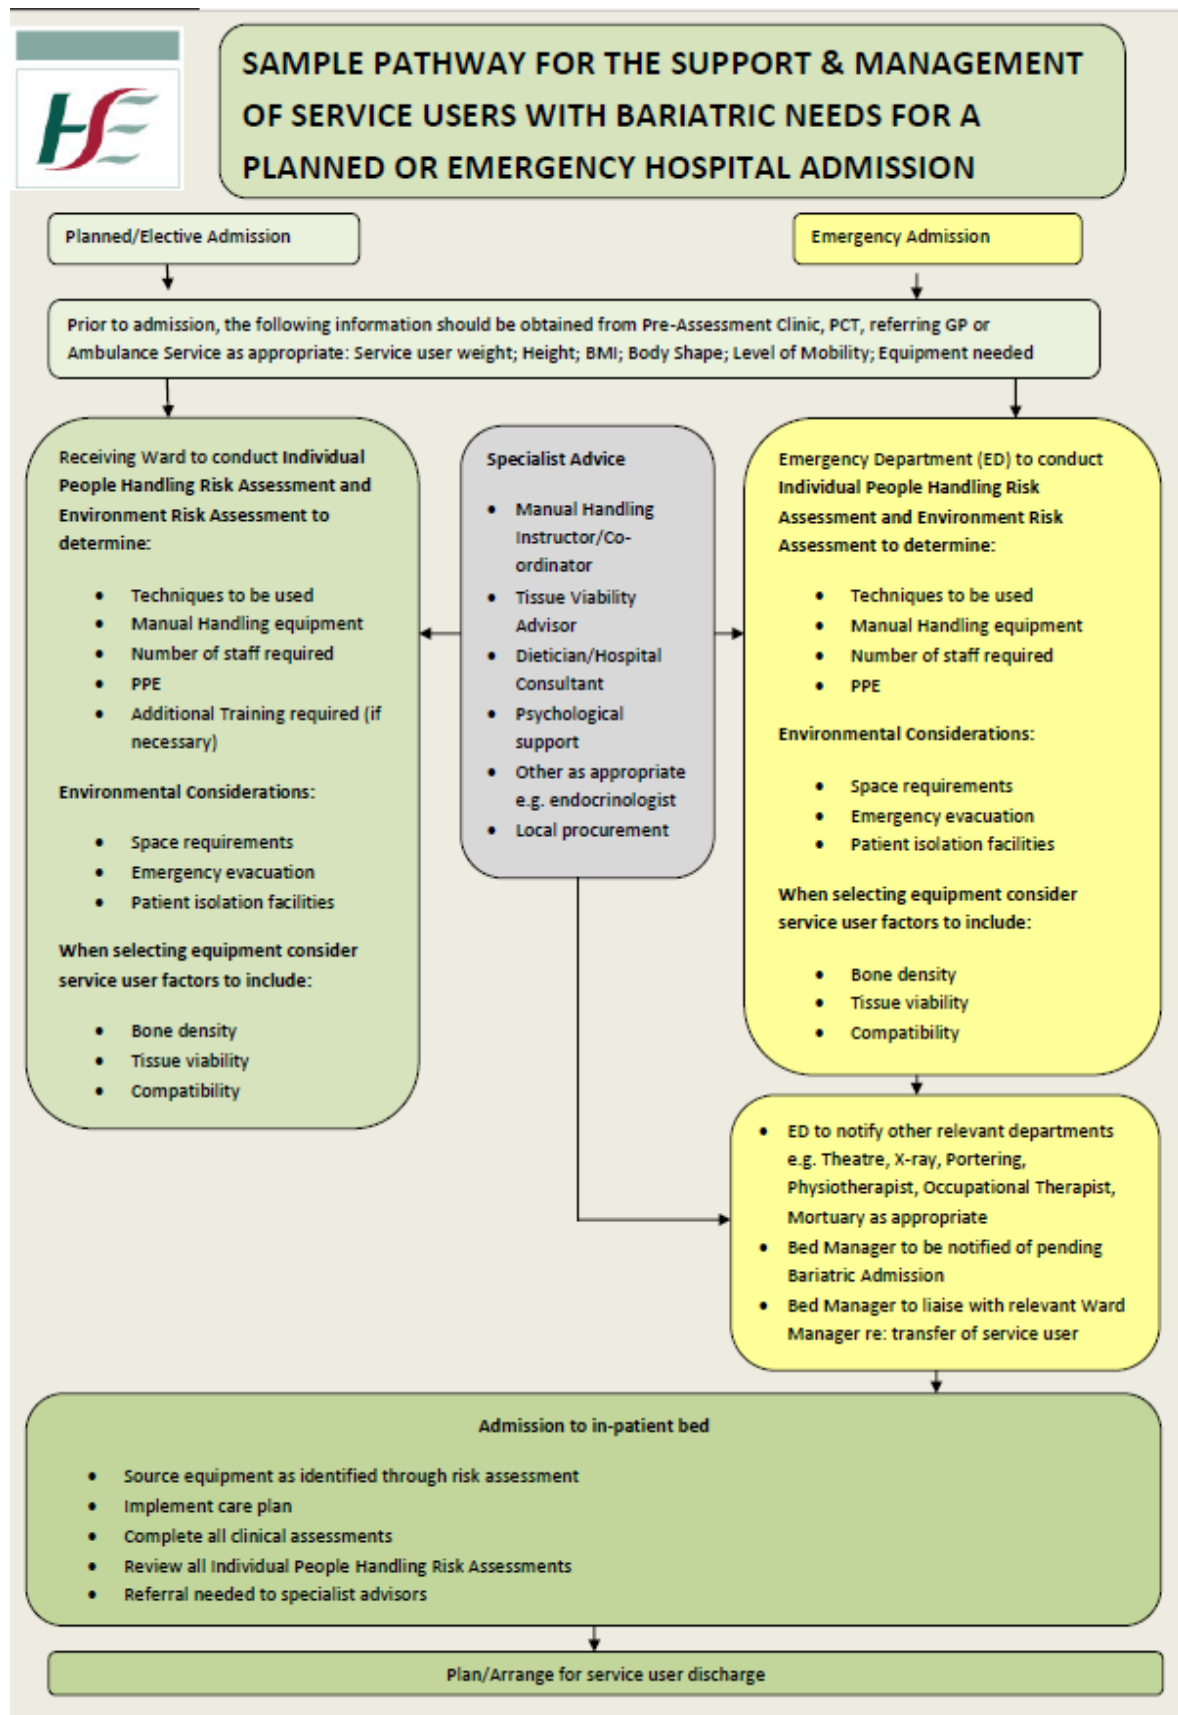 HSE
SAMPLE PATHWAY FOR THE SUPPORT & MANAGEMENT
OF SERVICE USERS WITH BARIATRIC NEEDS FOR A
PLANNED OR EMERGENCY HOSPITAL ADMISSION
Planned/Elective Admission
Emergency Admission
Prior to admission, the following information should be obtained from Pre-Assessment Clinic, PCT, referring GP or
Ambulance Service as appropriate: Service user weight; Height; BMI; Body Shape; Level of Mobility; Equipment needed
Receiving Ward to conduct Individual
People Handling Risk Assessment and
Environment Risk Assessment to
determine:
• Techniques to be used
• Manual Handling equipment
• Number of staff required
• PPE
• Additional Training required (if
necessary)
Environmental Considerations:
• Space requirements
• Emergency evacuation
• Patient isolation facilities
When selecting equipment consider
service user factors to include:
• Bone density
• Tissue viability
• Compatibility
Specialist Advice
• Manual Handling
Instructor/Co-
ordinator
• Tissue Viability
Advisor
• Dietician/Hospital
Consultant
• Psychological
support
• Other as appropriate
e.g. endocrinologist
• Local procurement
Emergency Department (ED) to conduct
Individual People Handling Risk
Assessment and Environment Risk
Assessment to determine:
• Techniques to be used
• Manual Handling equipment
• Number of staff required
• PPE
Environmental Considerations:
• Space requirements
• Emergency evacuation
• Patient isolation facilities
When selecting equipment consider
service user factors to include:
• Bone density
• Tissue viability
• Compatibility
• ED to notify other relevant departments
e.g. Theatre, X-ray, Portering,
Physiotherapist, Occupational Therapist,
Mortuary as appropriate
• Bed Manager to be notified of pending
Bariatric Admission
• Bed Manager to liaise with relevant Ward
Manager re: transfer of service user
Admission to in-patient bed
• Source equipment as identified through risk assessment
• Implement care plan
• Complete all clinical assessments
• Review all Individual People Handling Risk Assessments
• Referral needed to specialist advisors
Plan/Arrange for service user discharge